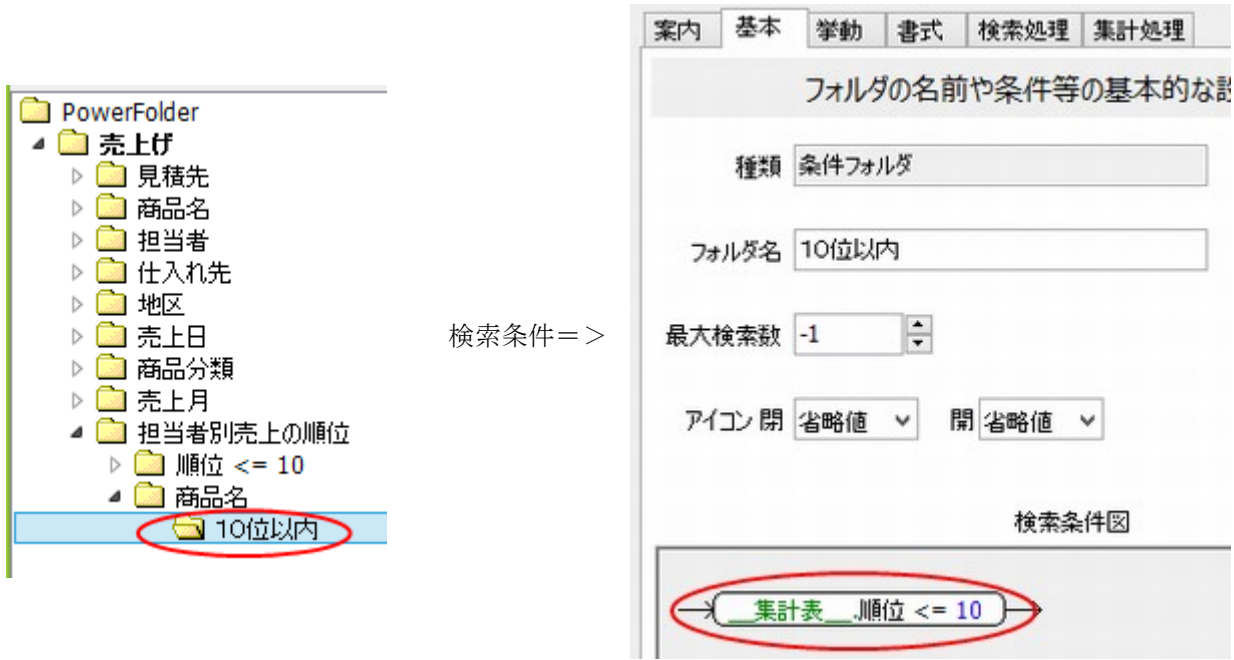 PowerFolder
売上げ
見積先
商品名
担当者
仕入れ先
地区
売上日
商品分類
売上月
担当者別売上の順位
順位 <= 10
商品名
10位以内
検索条件＝＞
案内 基本 挙動 書式 検索処理 集計処理
フォルダの名前や条件等の基本的な設
種類 条件フォルダ
フォルダ名 10位以内
最大検索数 -1
アイコン 閉 省略値 開 省略値
検索条件図
__集計表__.順位 <= 10